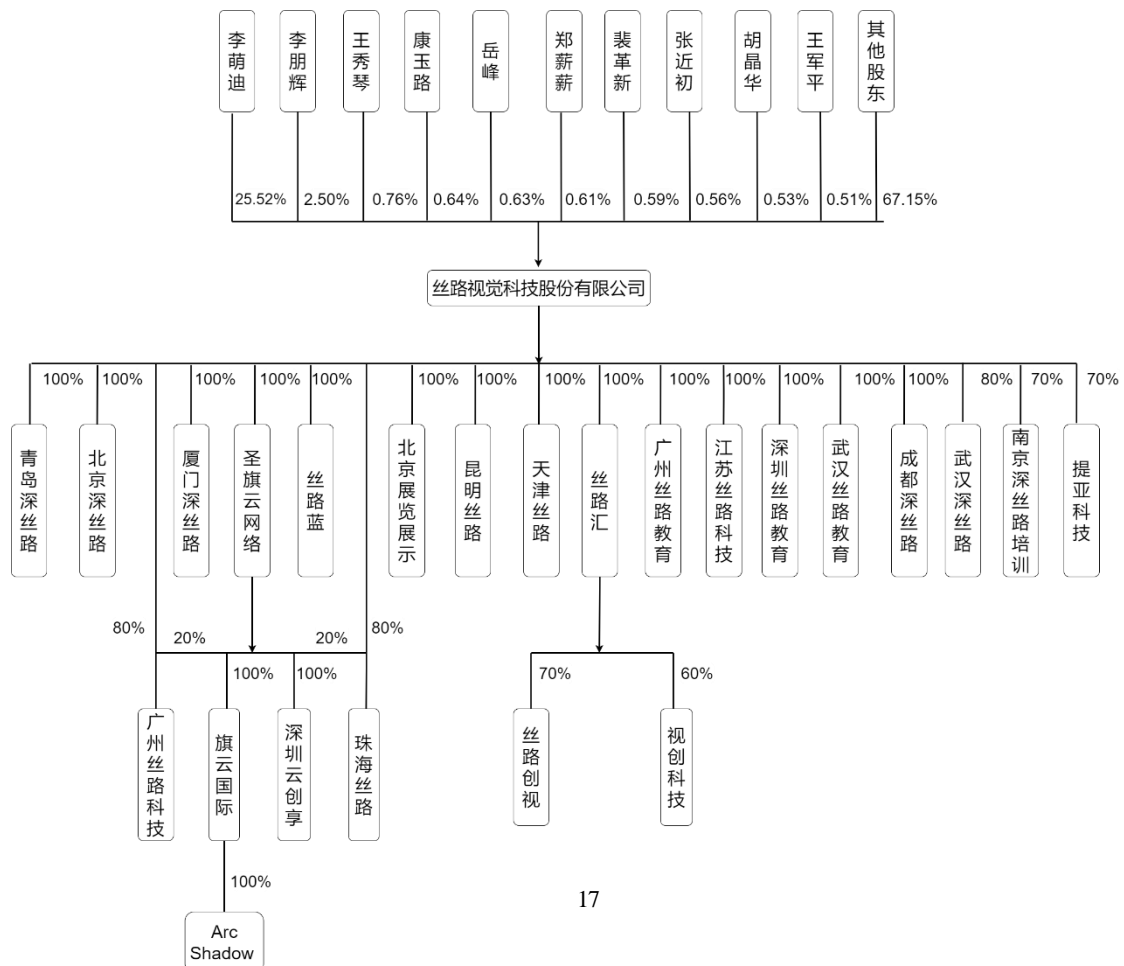 李萌迪
李朋辉
王秀琴
康玉路
岳峰
郑薪薪
裴革新
张近初
胡晶华
王军平
其他股东
25.52%
2.50%
0.76%
0.64%
0.63%
0.61%
0.59%
0.56%
0.53%
0.51%
67.15%
丝路视觉科技股份有限公司
100%
100%
100%
100%
100%
100%
100%
100%
100%
100%
100%
100%
100%
100%
80%
70%
70%
青岛深丝路
北京深丝路
厦门深丝路
圣旗云网络
丝路蓝
北京展览展示
昆明丝路
天津丝路
丝路汇
广州丝路教育
江苏丝路科技
深圳丝路教育
武汉丝路教育
成都深丝路
武汉深丝路
南京深丝路培训
提亚科技
80%
20%
20%
80%
100%
100%
70%
60%
广州丝路科技
旗云国际
深圳云创享
珠海丝路
丝路创视
视创科技
100%
17
Arc
Shadow